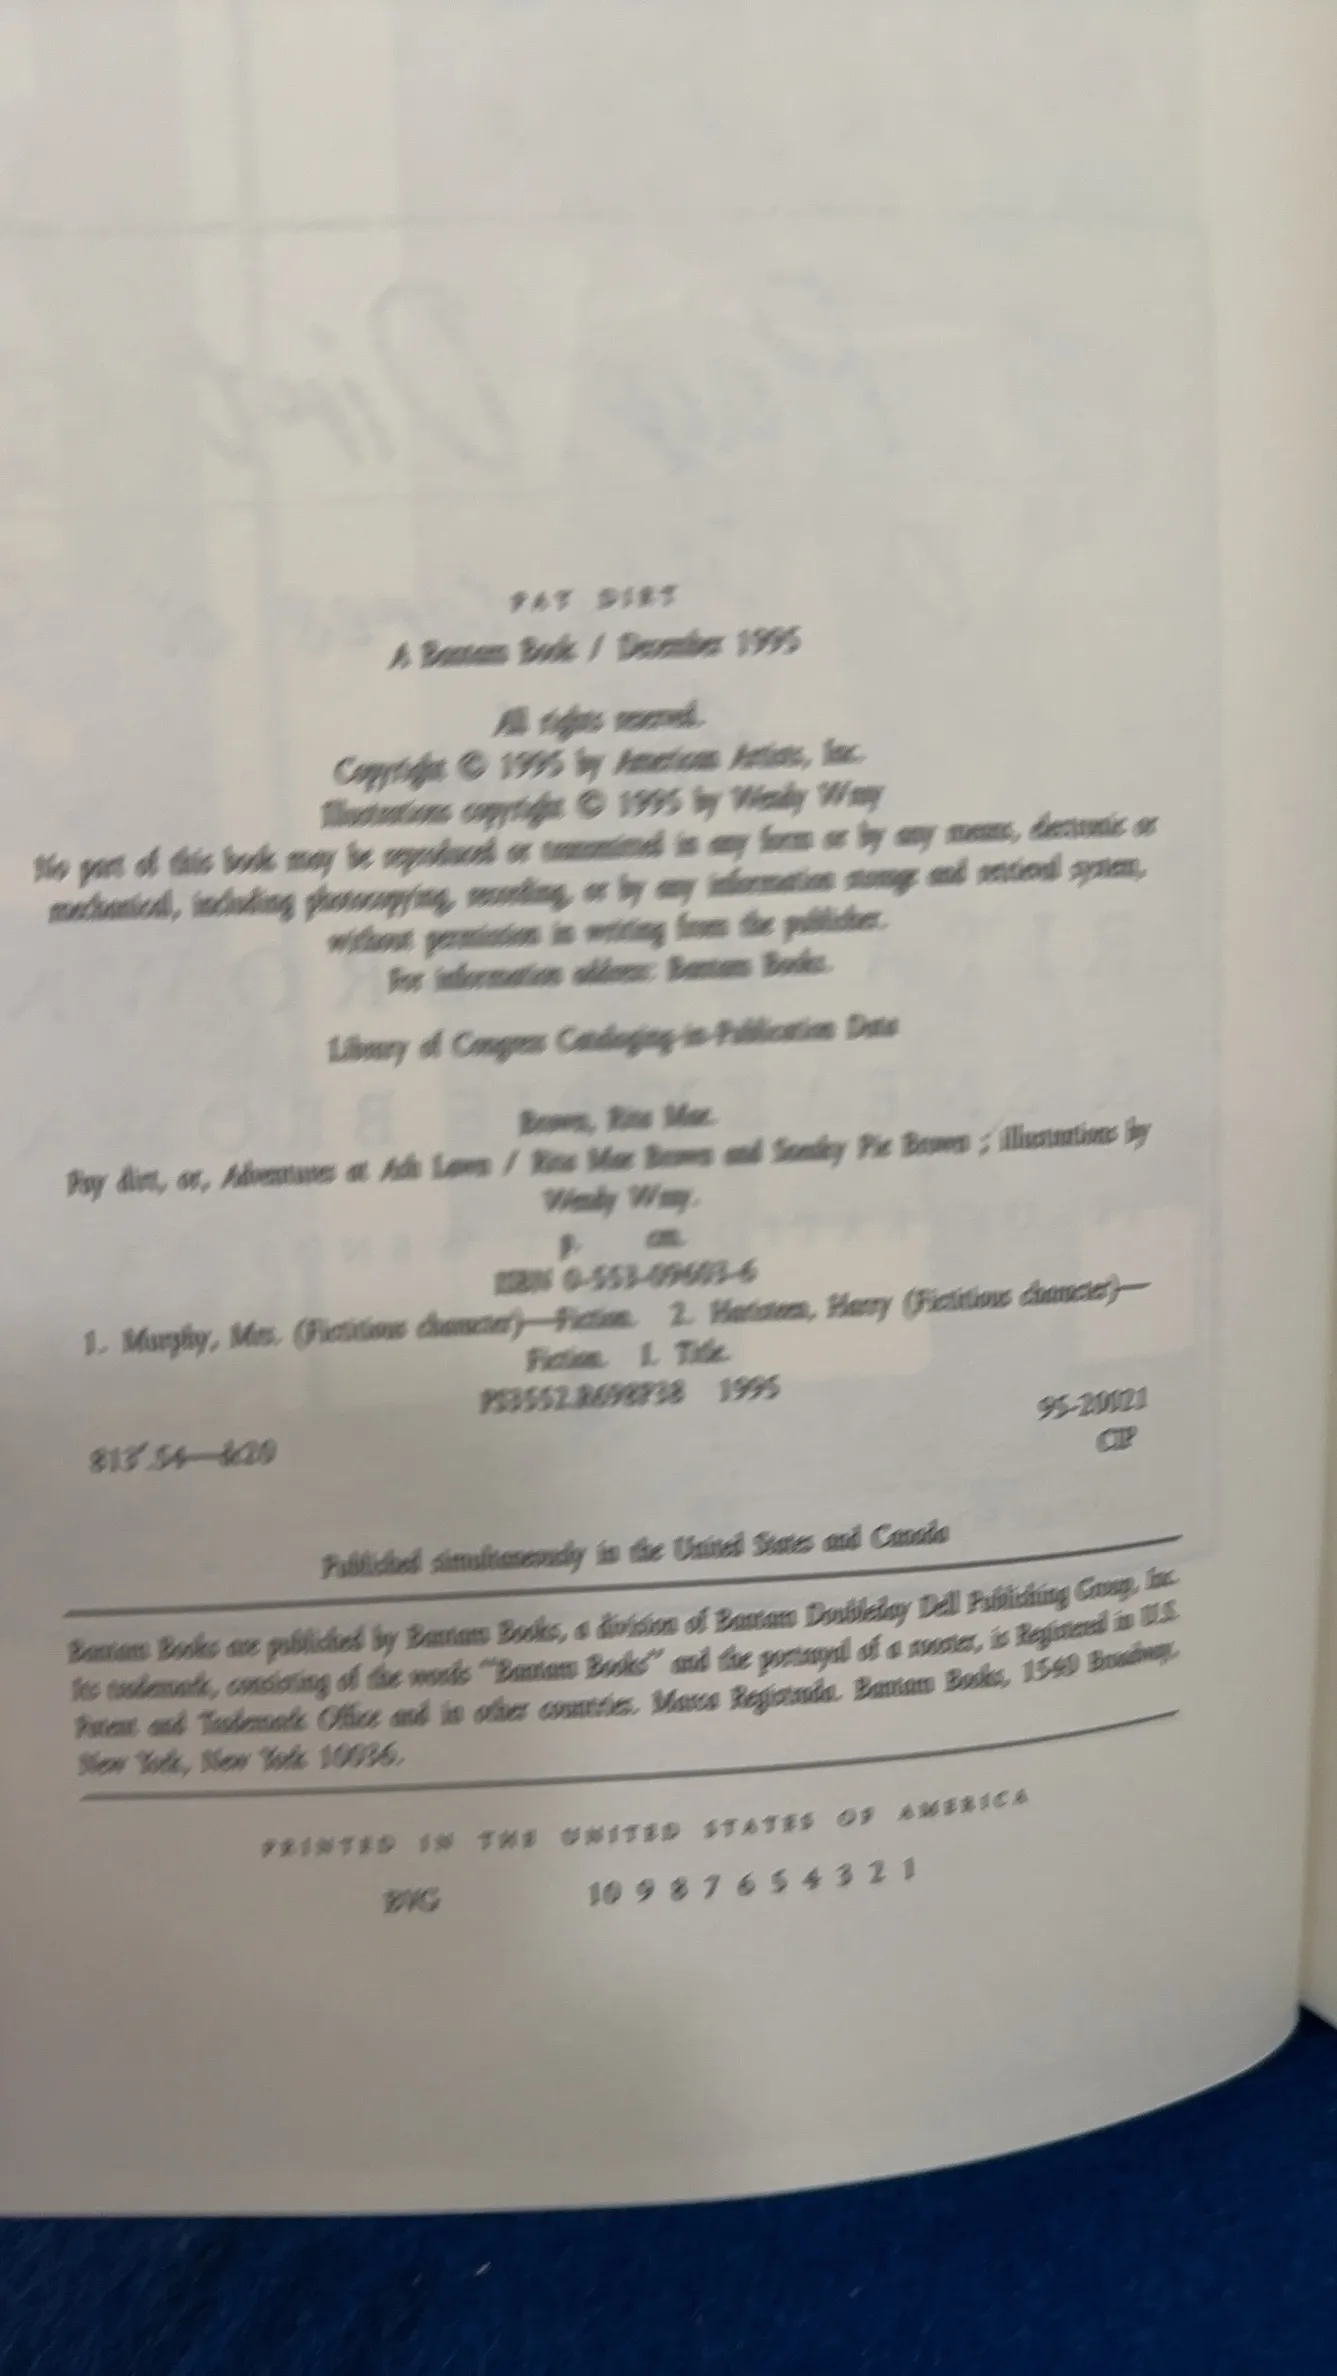 PAY DIRT
A Bantam Book / December 1995
All rights reserved.
Copyright © 1995 by American Artists, Inc.
Illustrations copyright © 1995 by Wendy Wray
No part of this book may be reproduced or transmitted in any form or by any means, electronic or
mechanical, including photocopying, recording, or by any information storage and retrieval system,
without permission in writing from the publisher.
For information address: Bantam Books.
Library of Congress Cataloging-in-Publication Data
Brown, Rita Mae.
Pay dirt, or, Adventures at Ash Lawn / Rita Mae Brown and Sneaky Pie Brown ; illustrations by
Wendy Wray.
p. cm.
ISBN 0-553-09603-6
1. Murphy, Mrs. (Fictitious character)—Fiction. 2. Haristeen, Harry (Fictitious character)—
Fiction. I. Title.
PS3552.R698P38 1995
813'.54—dc20
95-20021
CIP
Published simultaneously in the United States and Canada
Bantam Books are published by Bantam Books, a division of Bantam Doubleday Dell Publishing Group, Inc.
Its trademark, consisting of the words "Bantam Books" and the portrayal of a rooster, is Registered in U.S.
Patent and Trademark Office and in other countries. Marca Registrada. Bantam Books, 1540 Broadway,
New York, New York 10036.
PRINTED IN THE UNITED STATES OF AMERICA
BVG 10 9 8 7 6 5 4 3 2 1